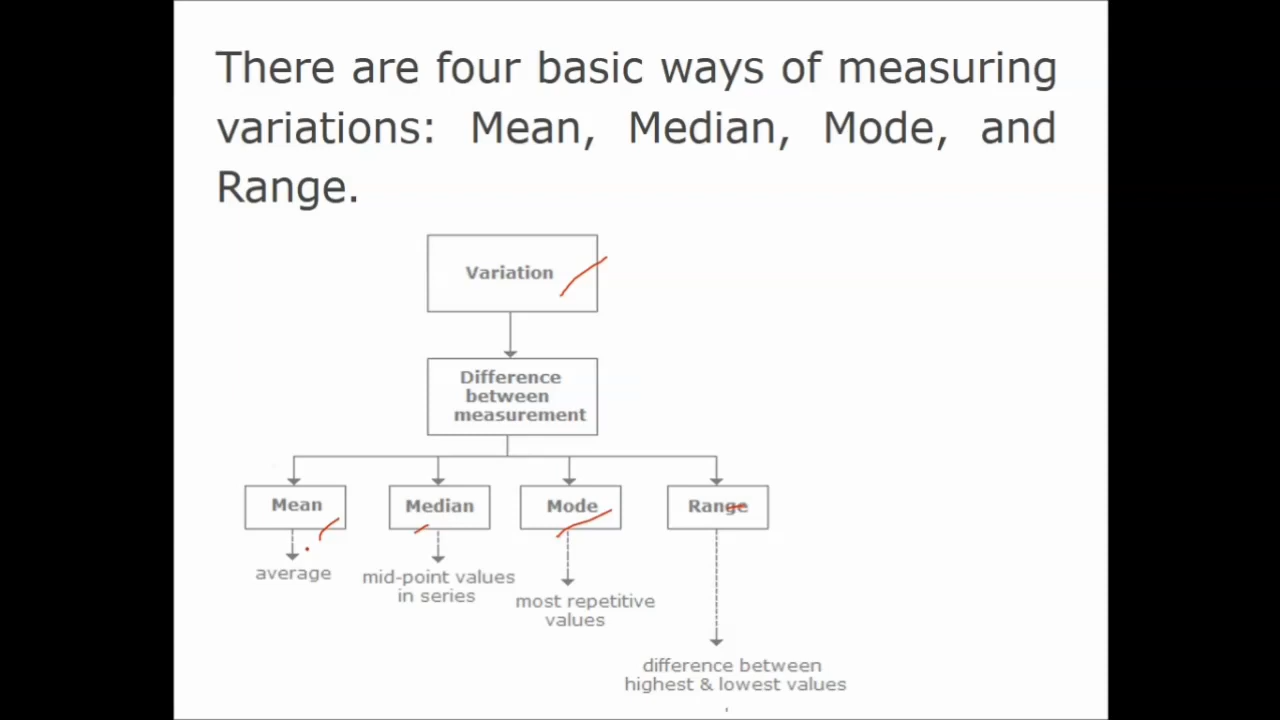 There are four basic ways of measuring
variations: Mean, Median, Mode, and
Range.
Variation
Difference
between
measurement
Mean
Median
Mode
Range
average
mid-point values
in series
most repetitive
values
difference between
highest & lowest values